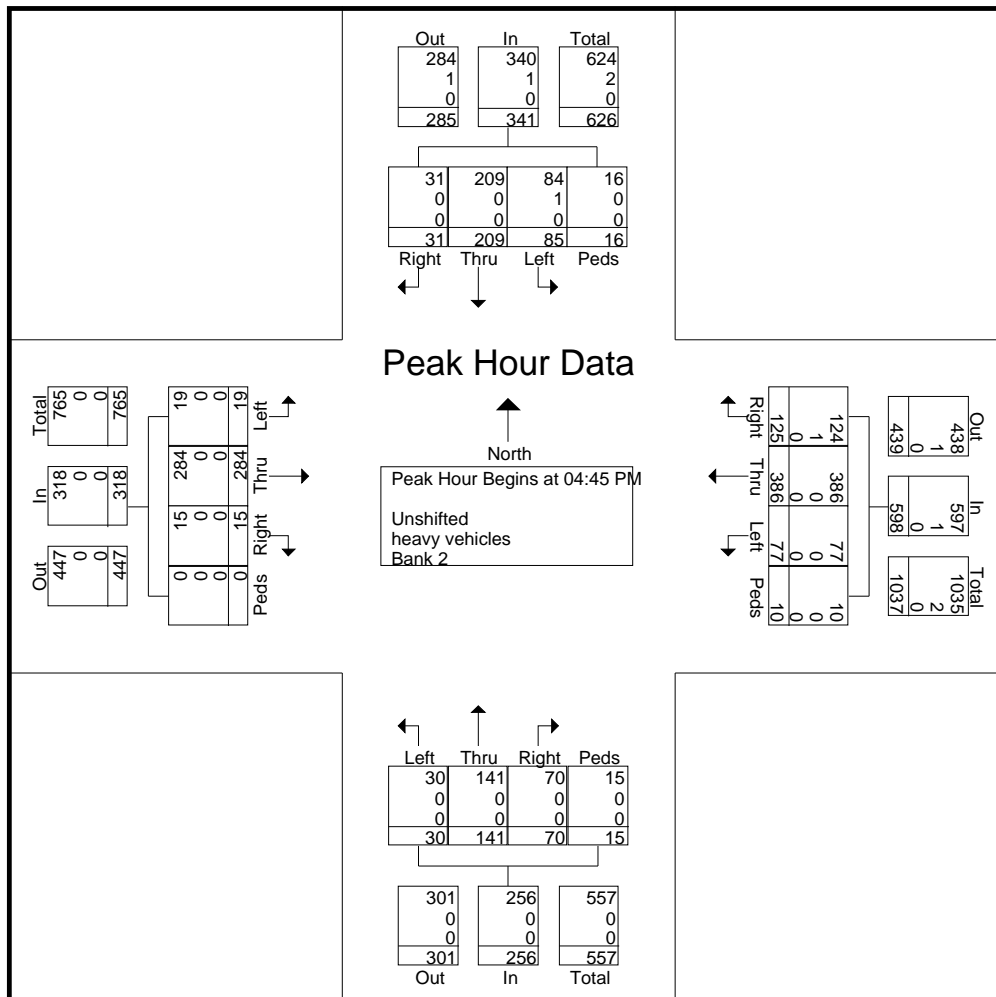 Out In Total
284 340 624
1 1 2
0 0 0
285 341 626
31 209 84 16
0 0 1 0
0 0 0 0
31 209 85 16
Right Thru Left Peds
Peak Hour Data
North
Peak Hour Begins at 04:45 PM
Unshifted
heavy vehicles
Bank 2
Total
765
0
0
765
In
318
0
0
318
Out
447
0
0
447
Left
19
0
0
19
Thru
284
0
0
284
Right
15
0
0
15
Peds
0
0
0
0
Right
124
1
0
125
Thru
386
0
0
386
Left
77
0
0
77
Peds
10
0
0
10
Out
438
1
0
439
In
597
1
0
598
Total
1035
2
0
1037
Left Thru Right Peds
30 141 70 15
0 0 0 0
0 0 0 0
30 141 70 15
301 256 557
0 0 0
0 0 0
301 256 557
Out In Total